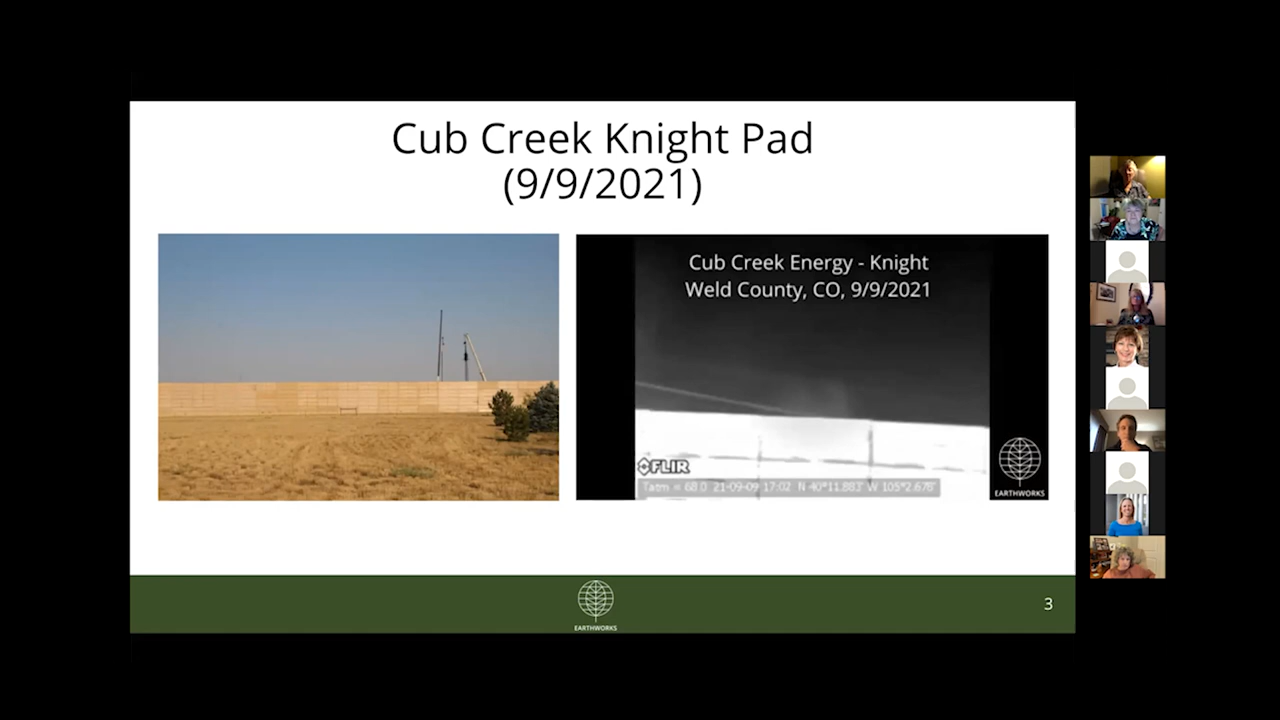 Cub Creek Knight Pad
(9/9/2021)
Cub Creek Energy - Knight
Weld County, CO, 9/9/2021
FLIR
Tatm = 68.0 21-09-09 17:02 N 40°11.883' W 105°2.678'
EARTHWORKS
EARTHWORKS
3